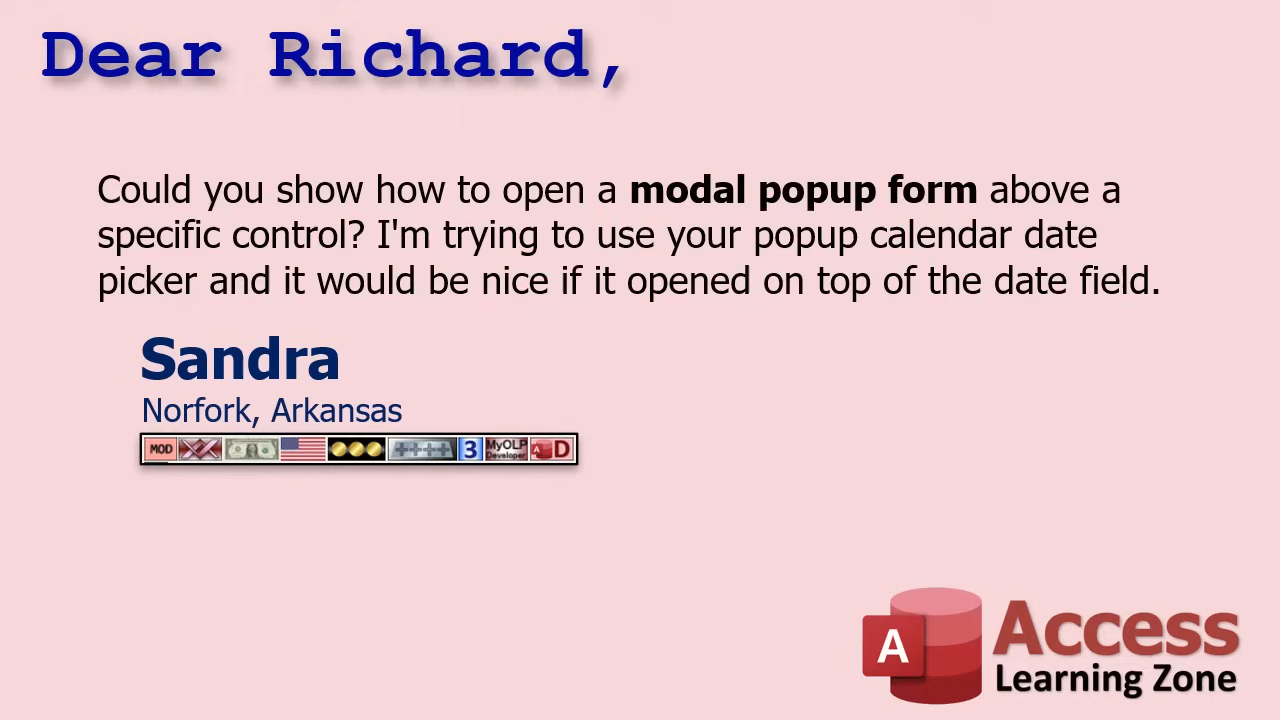 Dear Richard,
Could you show how to open a modal popup form above a
specific control? I'm trying to use your popup calendar date
picker and it would be nice if it opened on top of the date field.
Sandra
Norfork, Arkansas
MOD XX 1 3 MyOLP Developer A D
A Access
Learning Zone